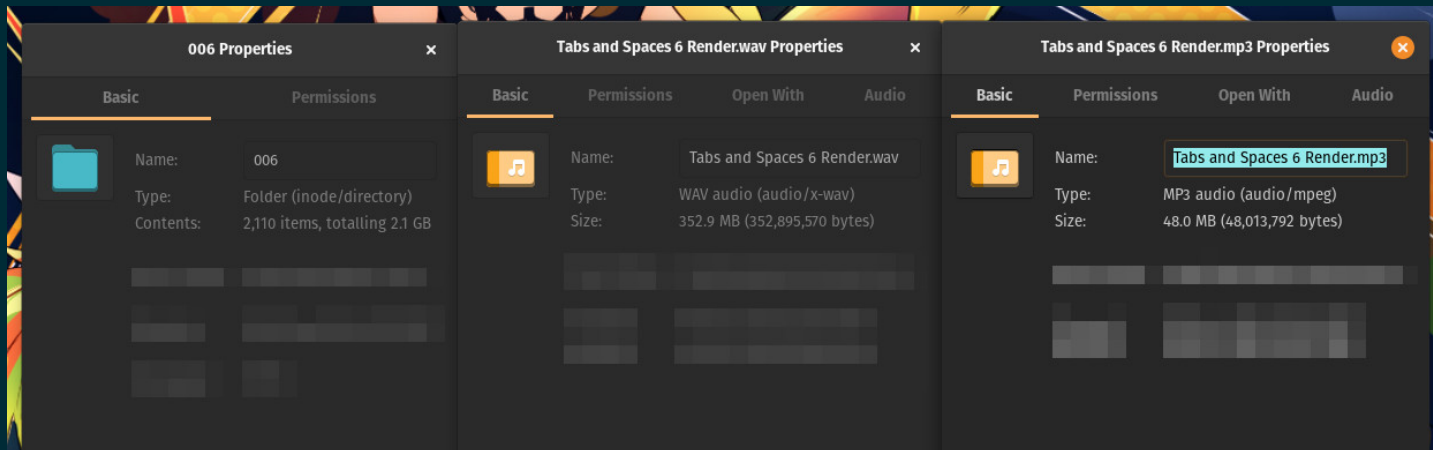 006 Properties
Basic
Permissions
Name:
006
Type:
Folder (inode/directory)
Contents:
2,110 items, totalling 2.1 GB
Tabs and Spaces 6 Render.wav Properties
Basic
Permissions
Open With
Audio
Name:
Tabs and Spaces 6 Render.wav
Type:
WAV audio (audio/x-wav)
Size:
352.9 MB (352,895,570 bytes)
Tabs and Spaces 6 Render.mp3 Properties
Basic
Permissions
Open With
Audio
Name:
Tabs and Spaces 6 Render.mp3
Type:
MP3 audio (audio/mpeg)
Size:
48.0 MB (48,013,792 bytes)